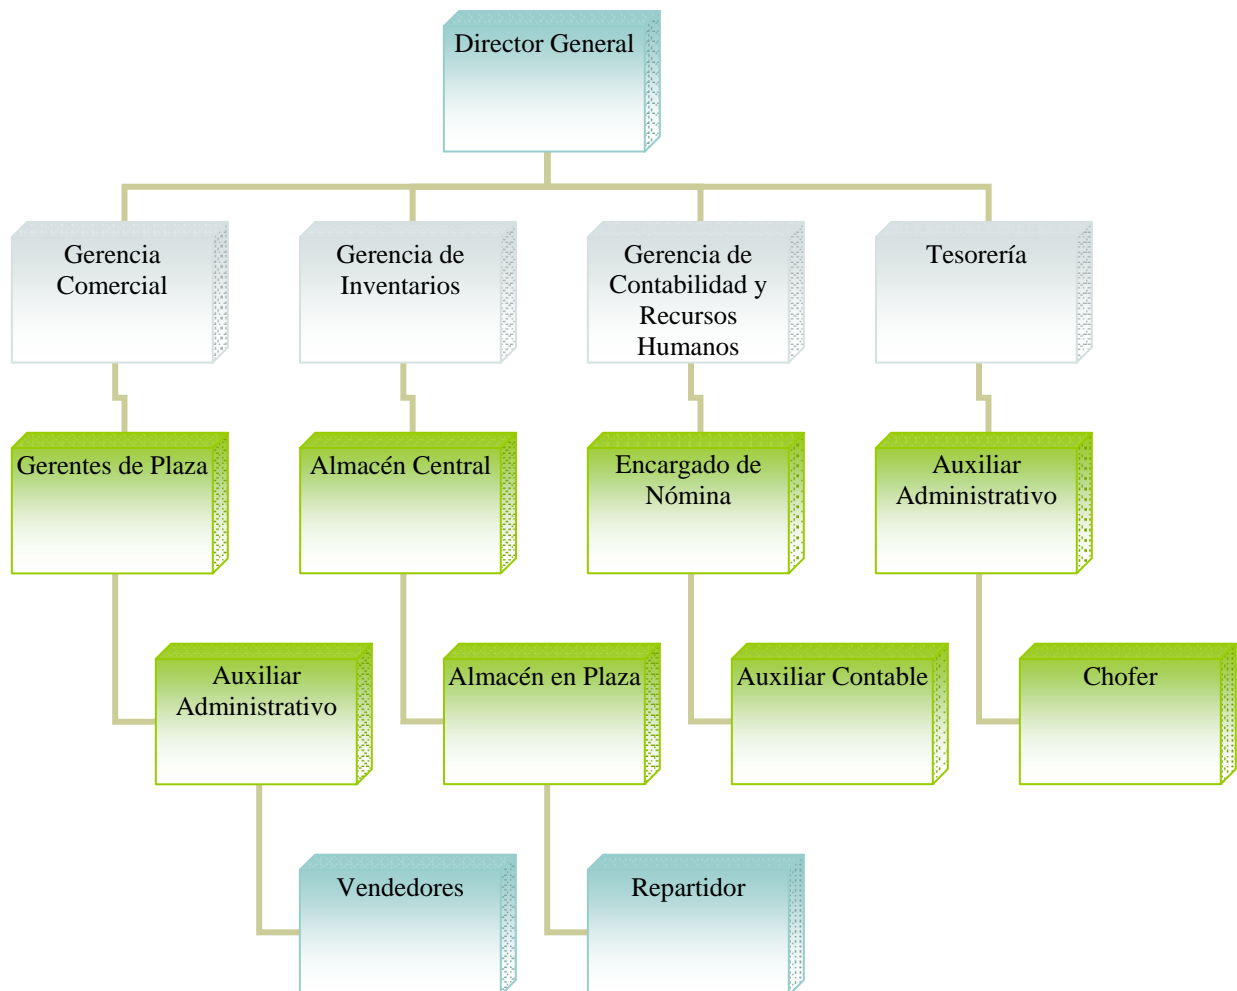 Director General
Gerencia
Comercial
Gerencia de
Inventarios
Gerencia de
Contabilidad y
Recursos
Humanos
Tesorería
Gerentes de Plaza
Almacén Central
Encargado de
Nómina
Auxiliar
Administrativo
Auxiliar
Administrativo
Almacén en Plaza
Auxiliar Contable
Chofer
Vendedores
Repartidor